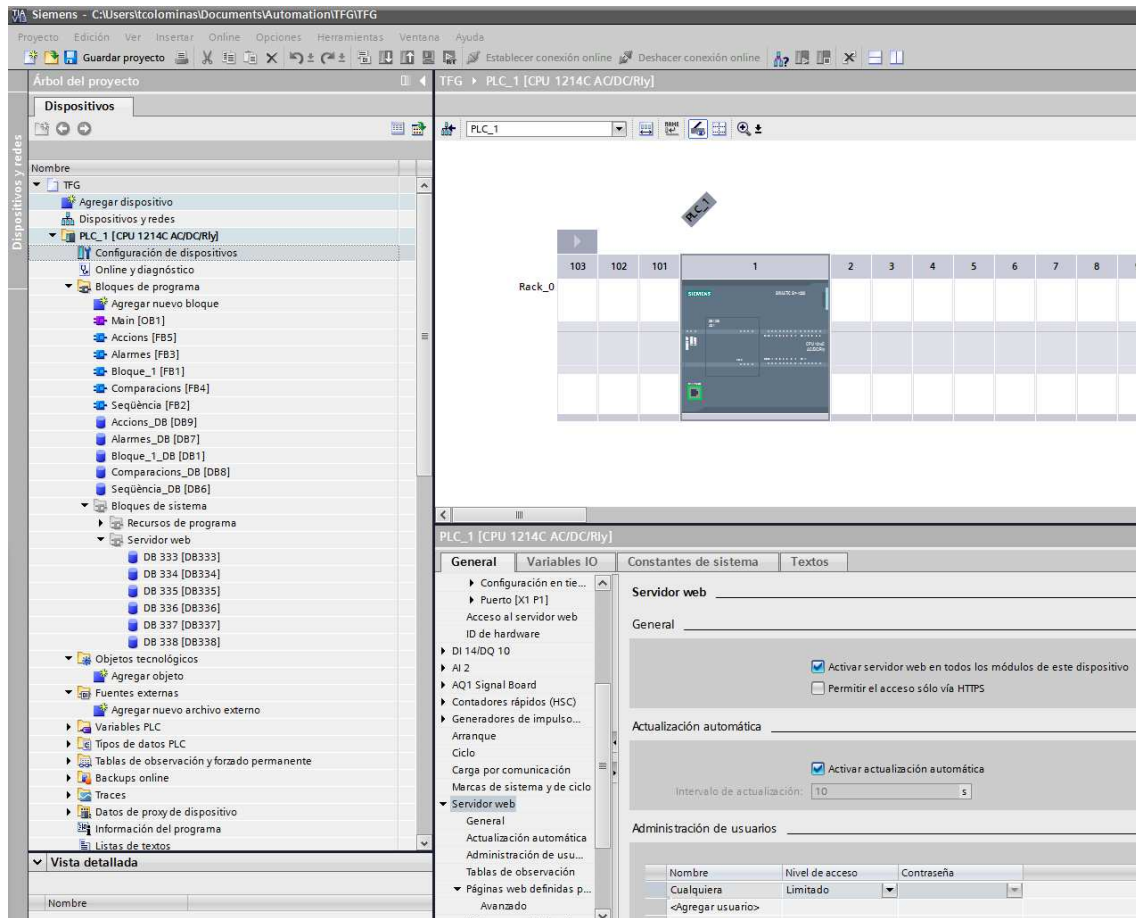 Siemens - C:\Users\tcolominas\Documents\Automation\TFG\TFG
Proyecto Edición Ver Insertar Online Opciones Herramientas Ventana Ayuda
Guardar proyecto Establecer conexión online Deshacer conexión online
Árbol del proyecto
Dispositivos
Dispositivos y redes
Nombre
TFG
Agregar dispositivo
Dispositivos y redes
PLC_1 [CPU 1214C AC/DC/Rly]
Configuración de dispositivos
Online y diagnóstico
Bloques de programa
Agregar nuevo bloque
Main [OB1]
Accions [FB5]
Alarmes [FB3]
Bloque_1 [FB1]
Comparacions [FB4]
Seqüència [FB2]
Accions_DB [DB9]
Alarmes_DB [DB7]
Bloque_1_DB [DB1]
Comparacions_DB [DB8]
Seqüència_DB [DB6]
Bloques de sistema
Recursos de programa
Servidor web
DB 333 [DB333]
DB 334 [DB334]
DB 335 [DB335]
DB 336 [DB336]
DB 337 [DB337]
DB 338 [DB338]
Objetos tecnológicos
Agregar objeto
Fuentes externas
Agregar nuevo archivo externo
Variables PLC
Tipos de datos PLC
Tablas de observación y forzado permanente
Backups online
Traces
Datos de proxy de dispositivo
Información del programa
Listas de textos
Vista detallada
Nombre
TFG PLC_1 [CPU 1214C AC/DC/Rly]
PLC_1
PLC_1
103 102 101 1 2 3 4 5 6 7 8
Rack_0
SIEMENS
PLC_1 [CPU 1214C AC/DC/Rly]
General Variables IO Constantes de sistema Textos
Configuración en tie...
Puerto [X1 P1]
Acceso al servidor web
ID de hardware
DI 14/DQ 10
AI 2
AQ1 Signal Board
Contadores rápidos (HSC)
Generadores de impulso...
Arranque
Ciclo
Carga por comunicación
Marcas de sistema y de ciclo
Servidor web
General
Actualización automática
Administración de usu...
Tablas de observación
Páginas web definidas p...
Avanzado
Servidor web
General
Activar servidor web en todos los módulos de este dispositivo
Permitir el acceso sólo vía HTTPS
Actualización automática
Activar actualización automática
Intervalo de actualización: 10 s
Administración de usuarios
Nombre Nivel de acceso Contraseña
Cualquiera Limitado
<Agregar usuario>